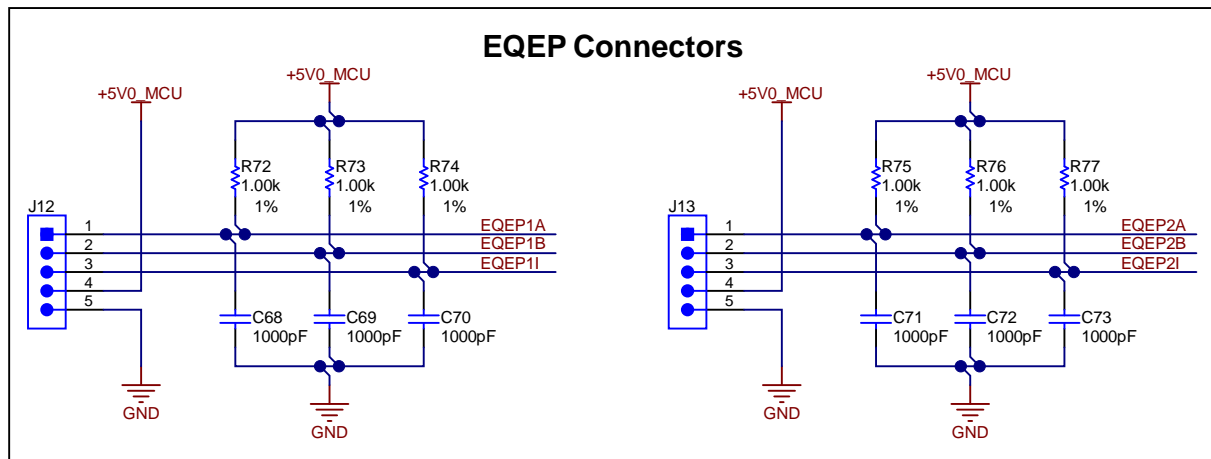 EQEP Connectors
+5V0_MCU
+5V0_MCU
R72
1.00k
1%
R73
1.00k
1%
R74
1.00k
1%
J12
1
2
3
4
5
EQEP1A
EQEP1B
EQEP1I
C68
1000pF
C69
1000pF
C70
1000pF
GND
GND
+5V0_MCU
+5V0_MCU
R75
1.00k
1%
R76
1.00k
1%
R77
1.00k
1%
J13
1
2
3
4
5
EQEP2A
EQEP2B
EQEP2I
C71
1000pF
C72
1000pF
C73
1000pF
GND
GND